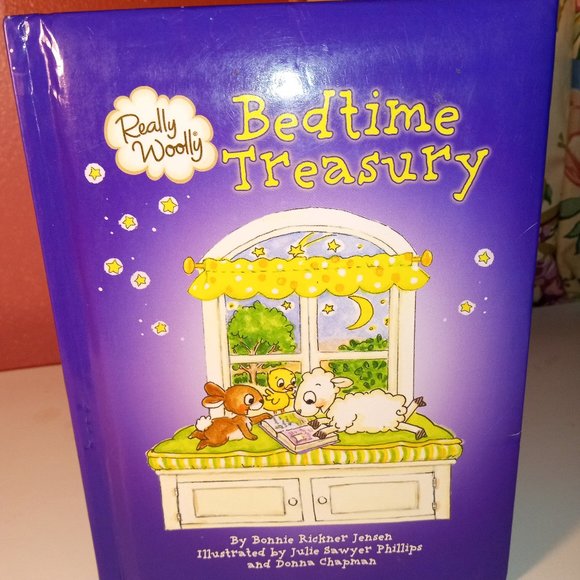 Really
Woolly®
Bedtime
Treasury
By Bonnie Rickner Jensen
Illustrated by Julie Sawyer Phillips
and Donna Chapman